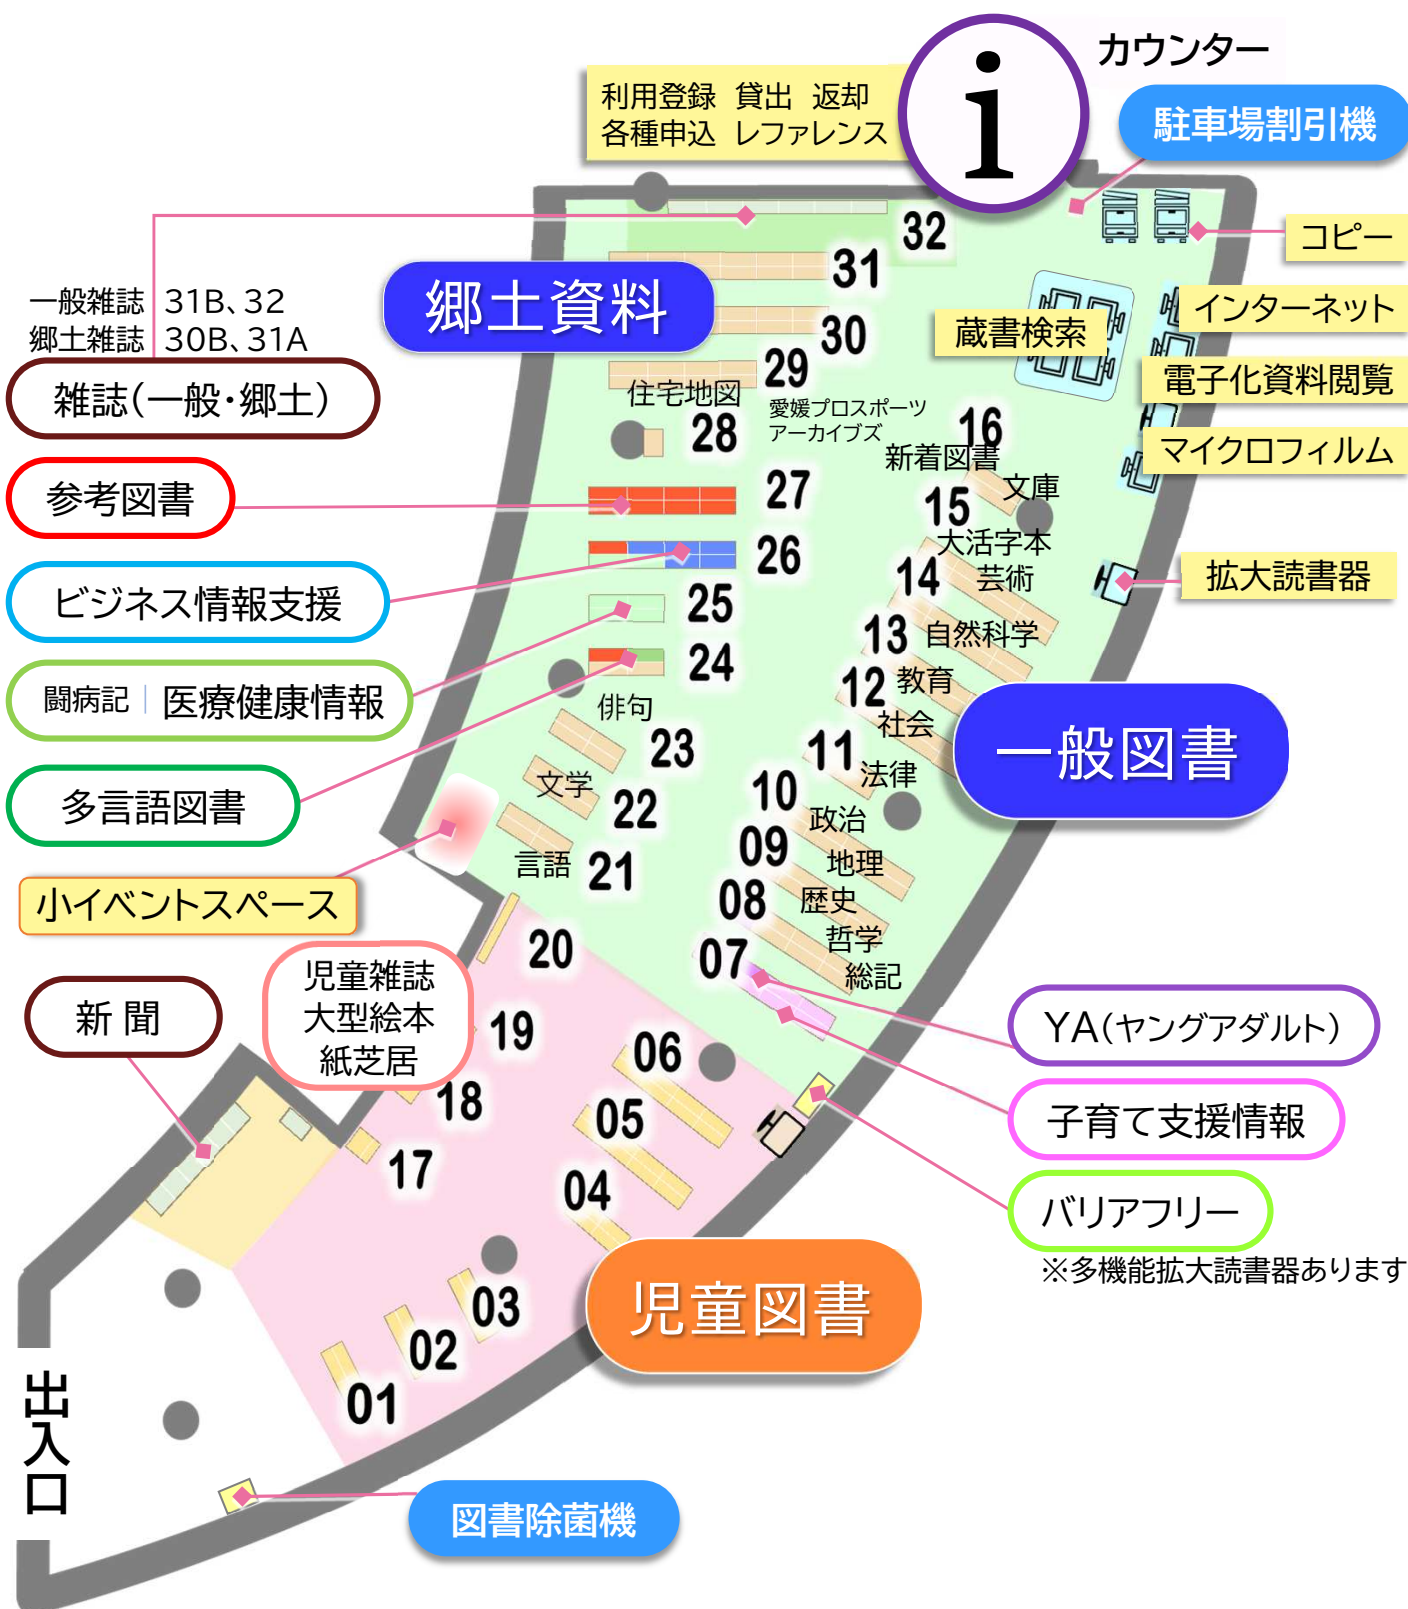 カウンター
i
利用登録 貸出 返却
各種申込 レファレンス
駐車場割引機
コピー
32
31
郷土資料
一般雑誌 31B、32
郷土雑誌 30B、31A
雑誌(一般・郷土)
30
蔵書検索
インターネット
電子化資料閲覧
マイクロフィルム
29
住宅地図
愛媛プロスポーツ
アーカイブズ
28
16
新着図書
文庫
参考図書
27
15
大活字本
ビジネス情報支援
26
14
芸術
拡大読書器
25
13
自然科学
闘病記|医療健康情報
24
12
教育
俳句
社会
一般図書
23
11
法律
多言語図書
文学
22
10
政治
09
地理
言語
21
08
歴史
小イベントスペース
哲学
20
07
総記
児童雑誌
大型絵本
紙芝居
新聞
19
YA(ヤングアダルト)
06
18
05
子育て支援情報
17
04
バリアフリー
※多機能拡大読書器あります
03
児童図書
02
01
出入口
図書除菌機